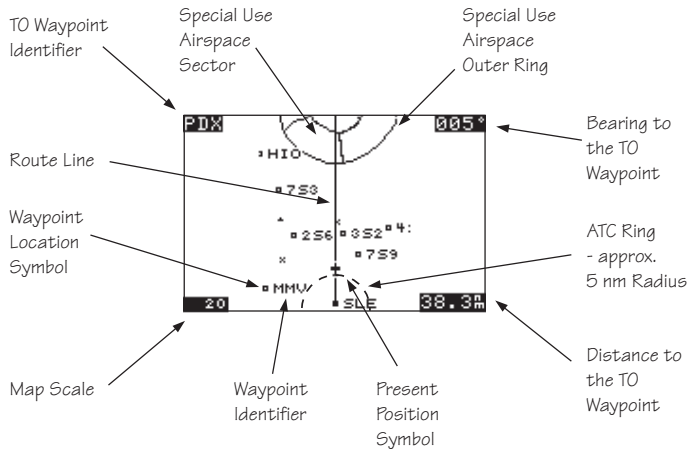 TO Waypoint
Identifier
Special Use
Airspace
Sector
Special Use
Airspace
Outer Ring
PDX
005°
Bearing to
the TO
Waypoint
HIO
Route Line
7S3
Waypoint
Location
Symbol
2S6
3S2
4:
7S9
ATC Ring
- approx.
5 nm Radius
MMV
SLE
20
38.3nm
Map Scale
Waypoint
Identifier
Present
Position
Symbol
Distance to
the TO
Waypoint